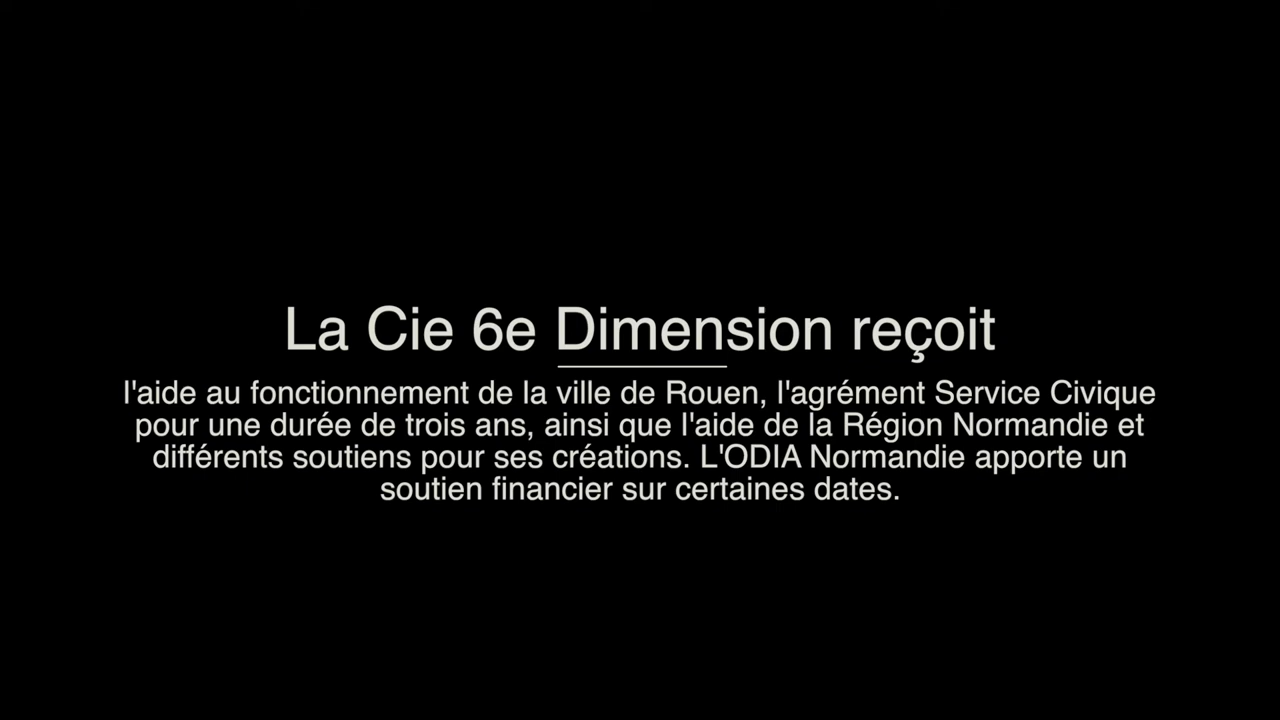 La Cie 6e Dimension reçoit
l'aide au fonctionnement de la ville de Rouen, l'agrément Service Civique
pour une durée de trois ans, ainsi que l'aide de la Région Normandie et
différents soutiens pour ses créations. L'ODIA Normandie apporte un
soutien financier sur certaines dates.